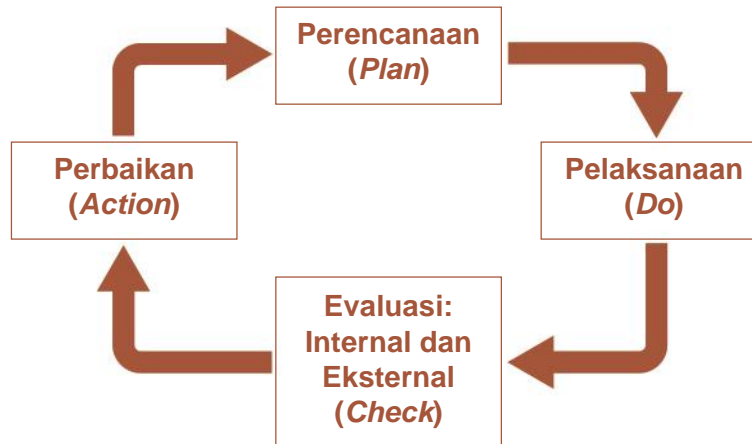 Perencanaan
(Plan)
Pelaksanaan
(Do)
Evaluasi:
Internal dan
Eksternal
(Check)
Perbaikan
(Action)